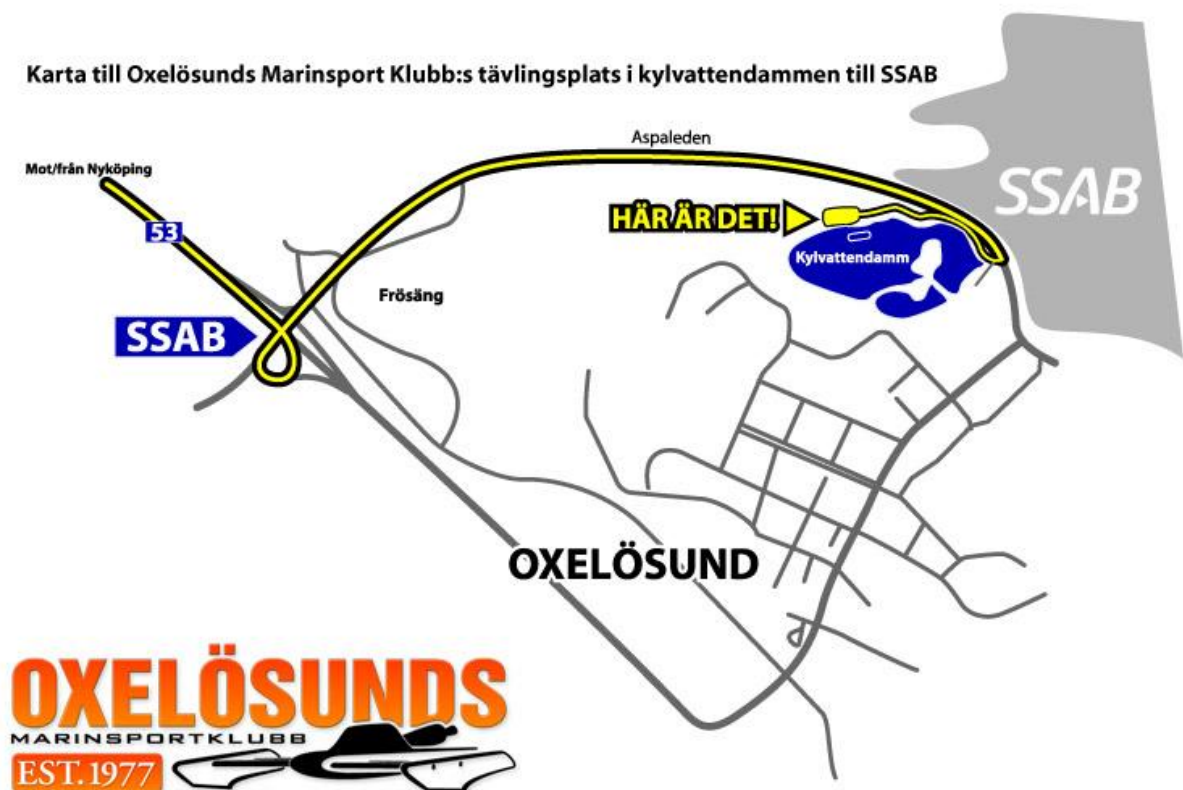 Karta till Oxelösunds Marinsport Klubb:s tävlingsplats i kylvattendammen till SSAB
Aspaleden
Mot/från Nyköping
SSAB
HÄR ÄR DET!
53
Kylvattendamm
Frösäng
SSAB
OXELÖSUND
OXELÖSUNDS
MARINSPORTKLUBB
EST.1977